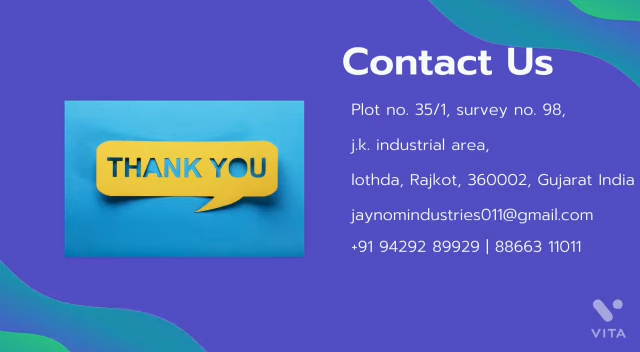 Contact Us
Plot no. 35/1, survey no. 98,
j.k. industrial area,
lothda, Rajkot, 360002, Gujarat India
jaynomindustries011@gmail.com
+91 94292 89929 | 88663 11011
THANK YOU
VITA